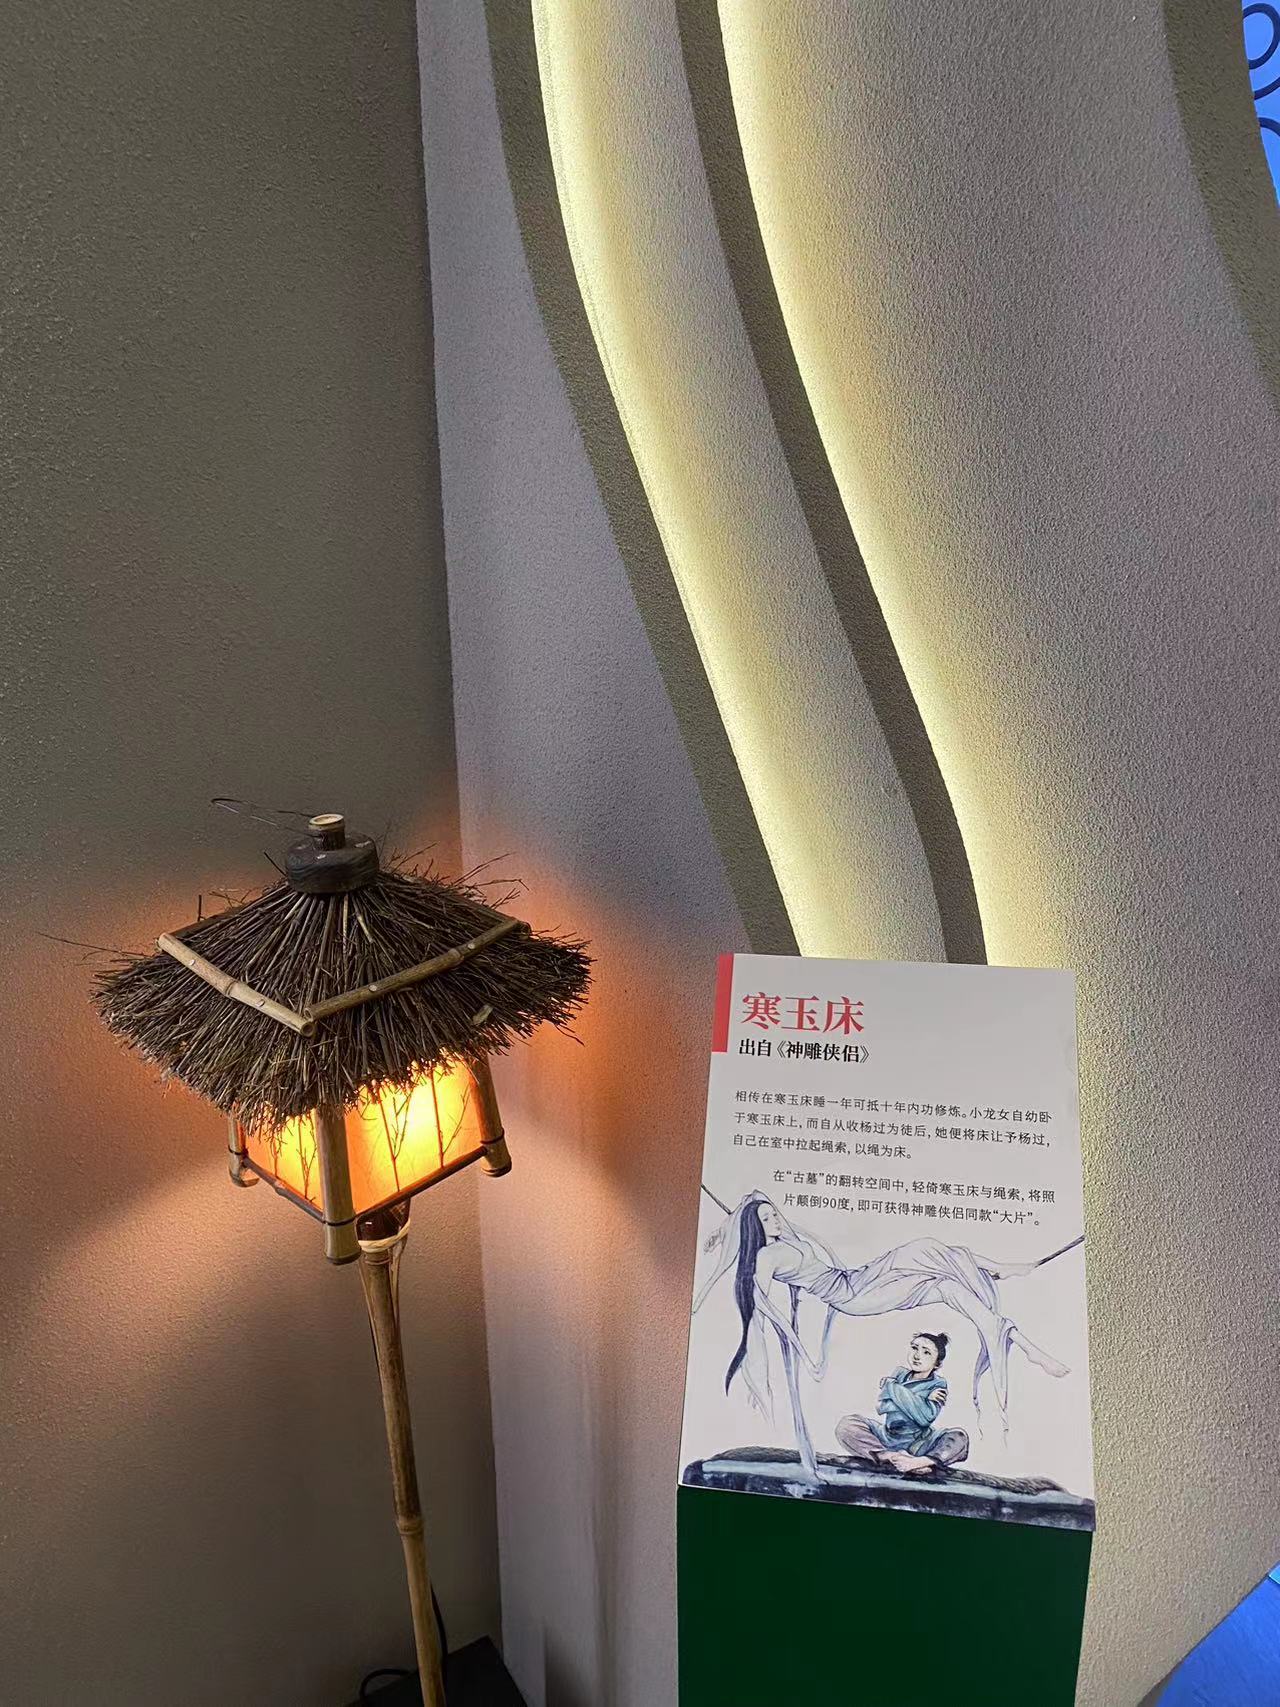 寒玉床
出自《神雕侠侣》
相传在寒玉床睡一年可抵十年内功修炼。小龙女自幼卧
于寒玉床上，而自从收杨过为徒后，她便将床让予杨过，
自己在室中拉起绳索，以绳为床。
在“古墓”的翻转空间中，轻倚寒玉床与绳索，将照
片颠倒90度，即可获得神雕侠侣同款“大片”。